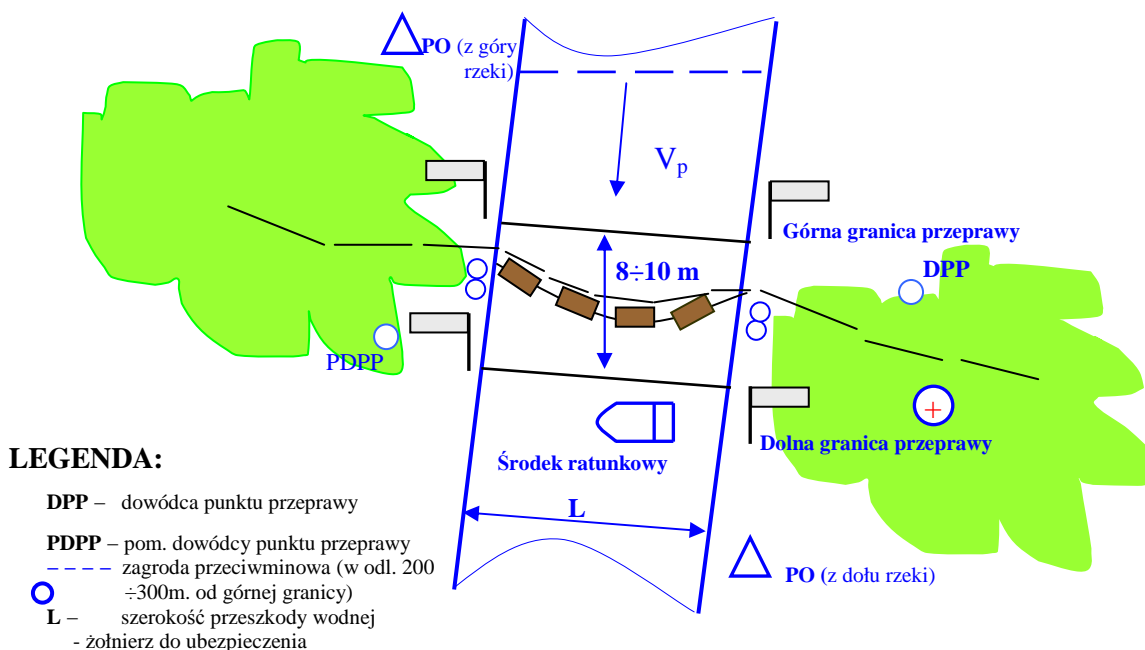 PO (z góry
rzeki)
Vp
Górna granica przeprawy
8÷10 m
DPP
PDPP
Dolna granica przeprawy
Środek ratunkowy
L
PO (z dołu rzeki)
LEGENDA:
DPP – dowódca punktu przeprawy
PDPP – pom. dowódcy punktu przeprawy
– – – – zagroda przeciwminowa (w odl. 200
÷300m. od górnej granicy)
L – szerokość przeszkody wodnej
- żołnierz do ubezpieczenia